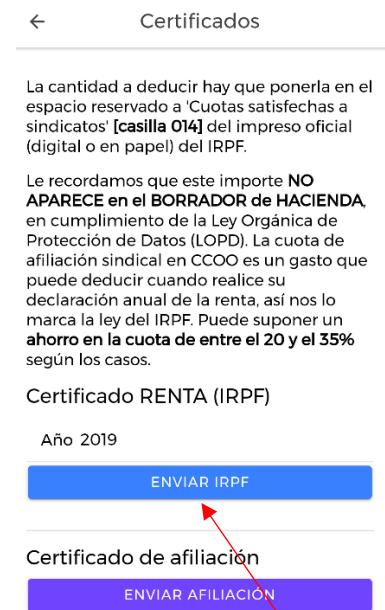 Certificados
La cantidad a deducir hay que ponerla en el
espacio reservado a 'Cuotas satisfechas a
sindicatos' [casilla 014] del impreso oficial
(digital o en papel) del IRPF.
Le recordamos que este importe NO
APARECE en el BORRADOR de HACIENDA,
en cumplimiento de la Ley Orgánica de
Protección de Datos (LOPD). La cuota de
afiliación sindical en CCOO es un gasto que
puede deducir cuando realice su
declaración anual de la renta, así nos lo
marca la ley del IRPF. Puede suponer un
ahorro en la cuota de entre el 20 y el 35%
según los casos.
Certificado RENTA (IRPF)
Año 2019
ENVIAR IRPF
Certificado de afiliación
ENVIAR AFILIACIÓN